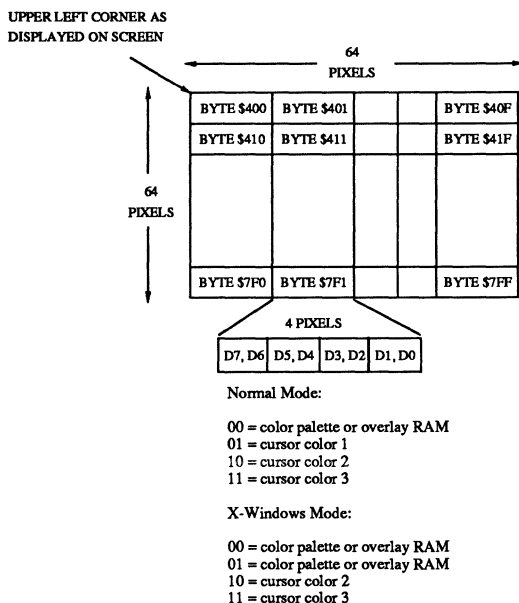 UPPER LEFT CORNER AS
DISPLAYED ON SCREEN
64
PIXELS
BYTE $400 BYTE $401 BYTE $40F
BYTE $410 BYTE $411 BYTE $41F
64
PIXELS
BYTE $7F0 BYTE $7F1 BYTE $7FF
4 PIXELS
D7, D6 D5, D4 D3, D2 D1, D0
Normal Mode:
00 = color palette or overlay RAM
01 = cursor color 1
10 = cursor color 2
11 = cursor color 3
X-Windows Mode:
00 = color palette or overlay RAM
01 = color palette or overlay RAM
10 = cursor color 2
11 = cursor color 3